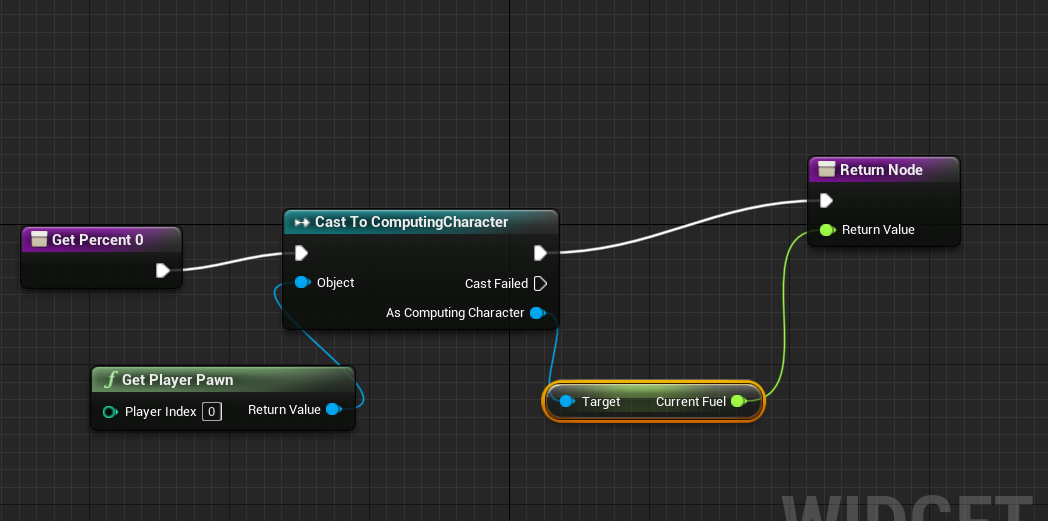 Return Node
Return Value
Cast To ComputingCharacter
Get Percent 0
Object
Cast Failed
As Computing Character
ƒ Get Player Pawn
Player Index 0
Return Value
Target
Current Fuel
WIDGET